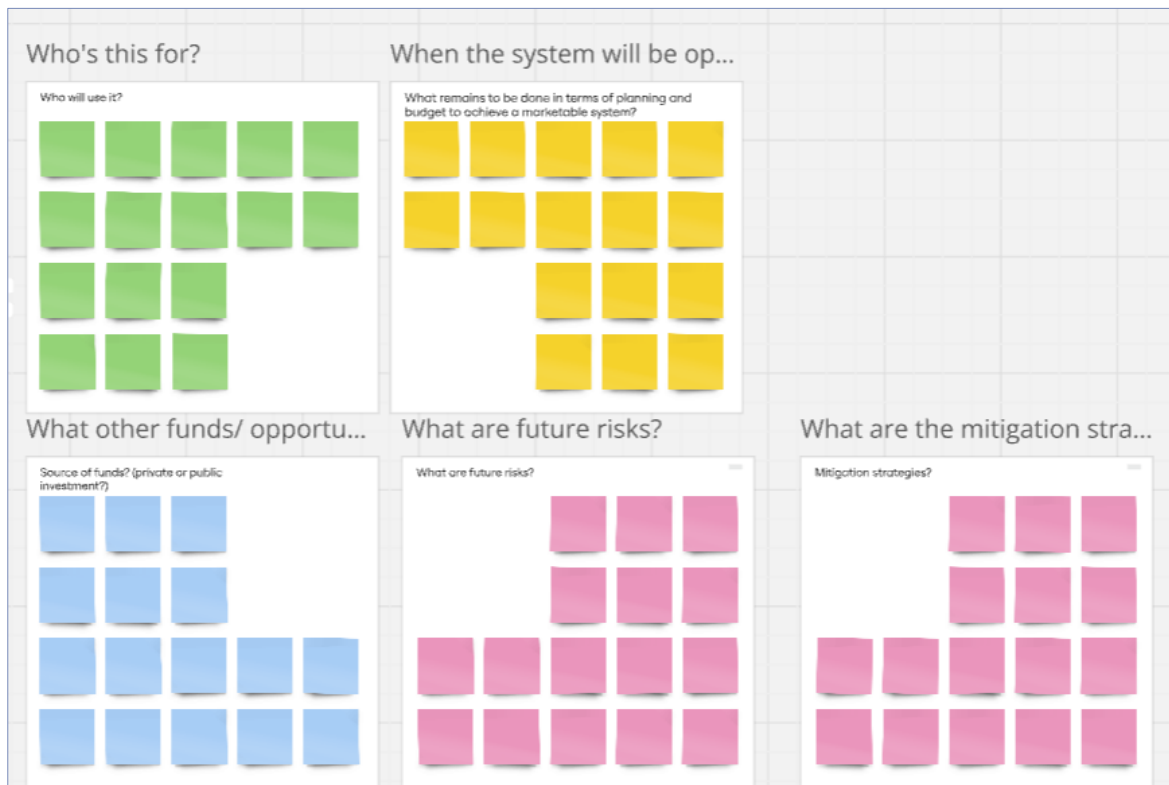 Who's this for?
When the system will be op...
Who will use it?
What remains to be done in terms of planning and
budget to achieve a marketable system?
What other funds/ opportu...
What are future risks?
What are the mitigation stra...
Source of funds? (private or public
investment?)
What are future risks?
Mitigation strategies?